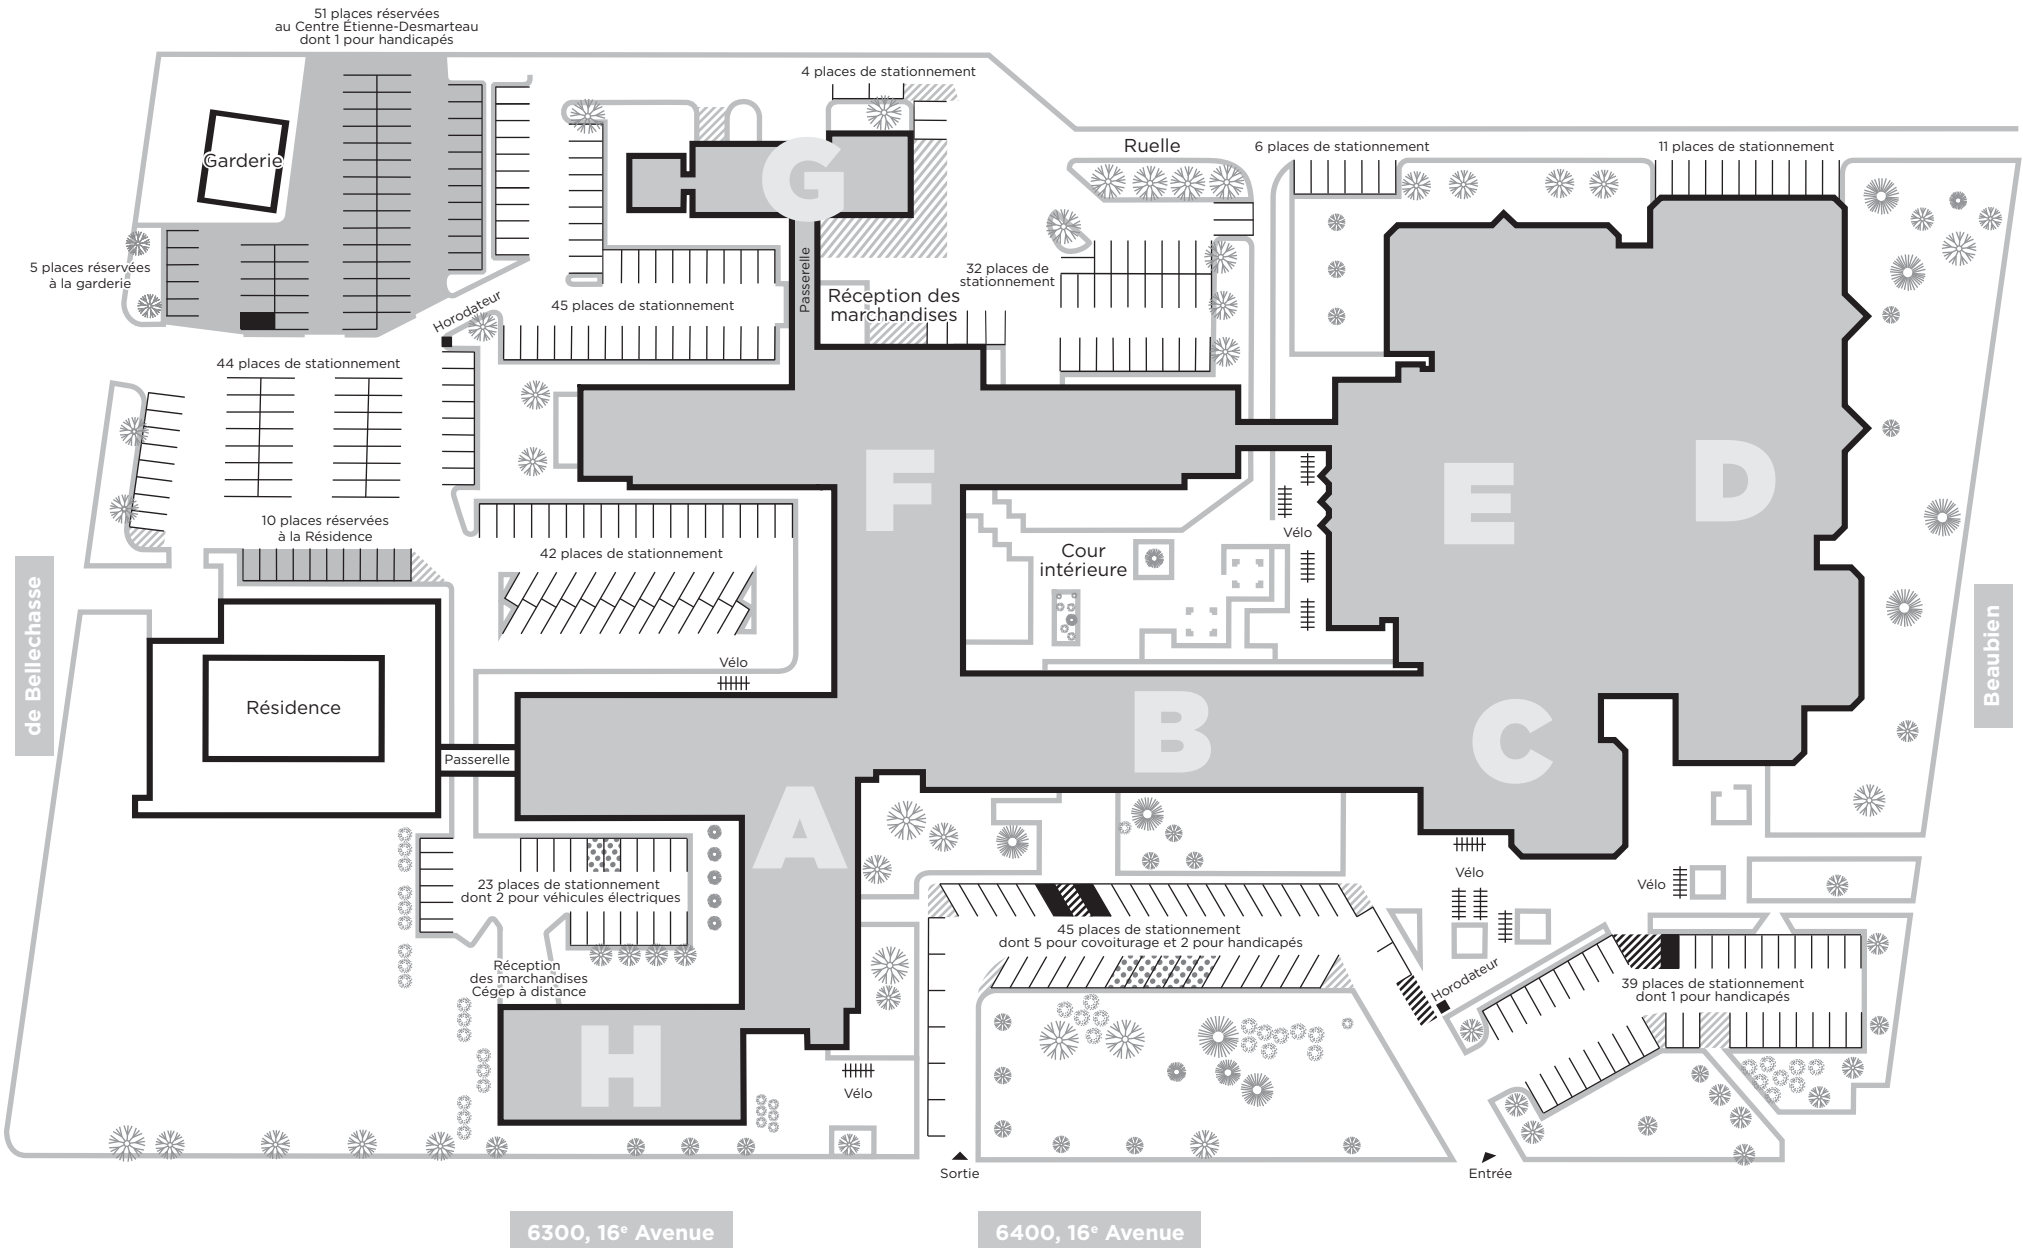 51 places réservées
au Centre Étienne-Desmarteau
dont 1 pour handicapés
4 places de stationnement
Garderie
G
Ruelle
6 places de stationnement
11 places de stationnement
5 places réservées
à la garderie
Horodateur
45 places de stationnement
Passerelle
Réception des
marchandises
32 places de
stationnement
44 places de stationnement
F
E
D
10 places réservées
à la Résidence
42 places de stationnement
Cour
intérieure
Vélo
de Bellechasse
Beaubien
Résidence
Vélo
Passerelle
B
C
A
23 places de stationnement
dont 2 pour véhicules électriques
Vélo
Vélo
45 places de stationnement
dont 5 pour covoiturage et 2 pour handicapés
Réception
des marchandises
Cégep à distance
Horodateur
39 places de stationnement
dont 1 pour handicapés
H
Vélo
Sortie
Entrée
6300, 16e Avenue
6400, 16e Avenue